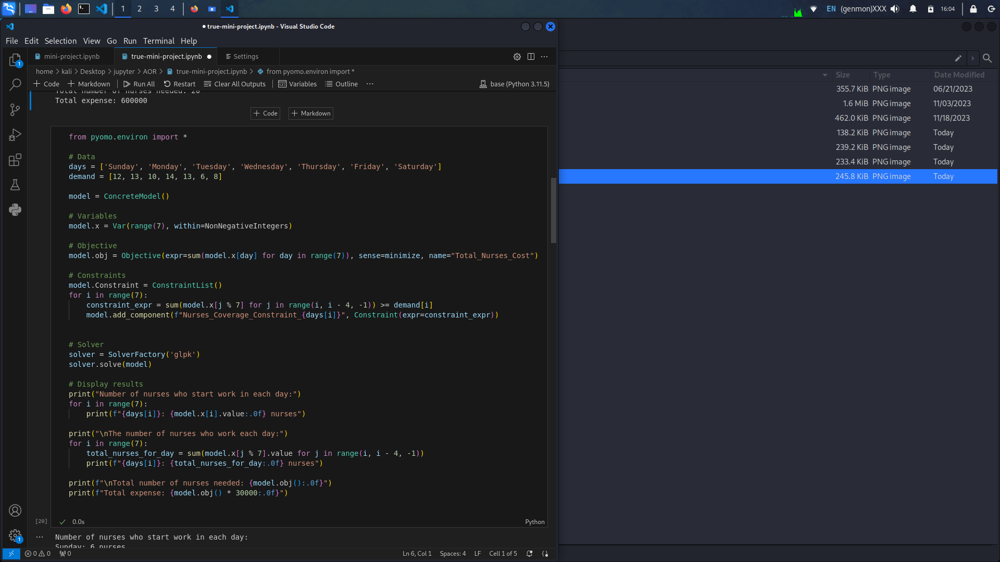 1 2 3 4 EN (genmon)XXX 16:04
true-mini-project.ipynb - Visual Studio Code
File Edit Selection View Go Run Terminal Help
mini-project.ipynb true-mini-project.ipynb Settings
home > kali > Desktop > jupyter > AOR > true-mini-project.ipynb > from pyomo.environ import *
+ Code + Markdown Run All Restart Clear All Outputs Variables Outline ... base (Python 3.11.5)
Total number of nurses needed: 20
Total expense: 600000
+ Code + Markdown
from pyomo.environ import *
# Data
days = ['Sunday', 'Monday', 'Tuesday', 'Wednesday', 'Thursday', 'Friday', 'Saturday']
demand = [12, 13, 10, 14, 13, 6, 8]
model = ConcreteModel()
# Variables
model.x = Var(range(7), within=NonNegativeIntegers)
# Objective
model.obj = Objective(expr=sum(model.x[day] for day in range(7)), sense=minimize, name="Total_Nurses_Cost")
# Constraints
model.Constraint = ConstraintList()
for i in range(7):
    constraint_expr = sum(model.x[j % 7] for j in range(i, i - 4, -1)) >= demand[i]
    model.add_component(f"Nurses_Coverage_Constraint_{days[i]}", Constraint(expr=constraint_expr))
# Solver
solver = SolverFactory('glpk')
solver.solve(model)
# Display results
print("Number of nurses who start work in each day:")
for i in range(7):
    print(f"{days[i]}: {model.x[i].value:.0f} nurses")
print("\nThe number of nurses who work each day:")
for i in range(7):
    total_nurses_for_day = sum(model.x[j % 7].value for j in range(i, i - 4, -1))
    print(f"{days[i]}: {total_nurses_for_day:.0f} nurses")
print(f"\nTotal number of nurses needed: {model.obj():.0f}")
print(f"Total expense: {model.obj() * 30000:.0f}")
[20] 0.0s Python
... Number of nurses who start work in each day:
Sunday: 6 nurses
1
1
0 0 0 Ln 6, Col 1 Spaces: 4 LF Cell 1 of 5
Size Type Date Modified
355.7 KiB PNG image 06/21/2023
1.6 MiB PNG image 11/03/2023
462.0 KiB PNG image 11/18/2023
138.2 KiB PNG image Today
239.2 KiB PNG image Today
233.4 KiB PNG image Today
245.8 KiB PNG image Today